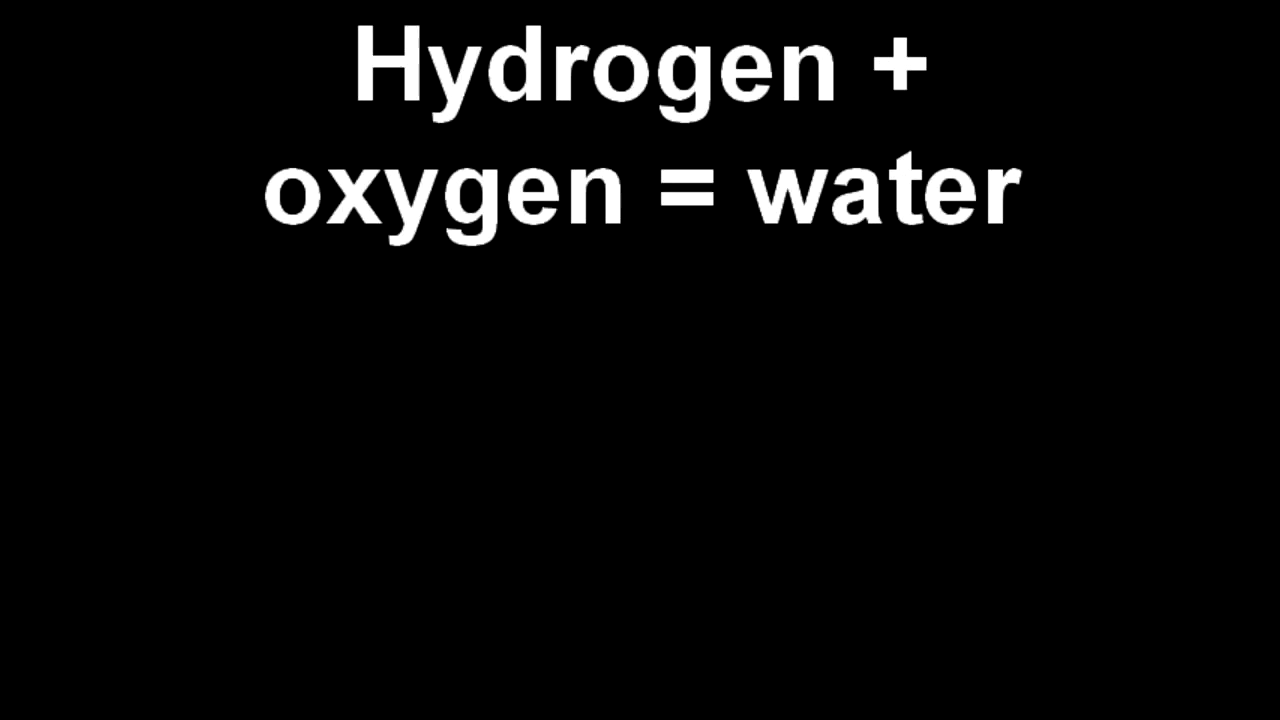 Hydrogen +
oxygen = water